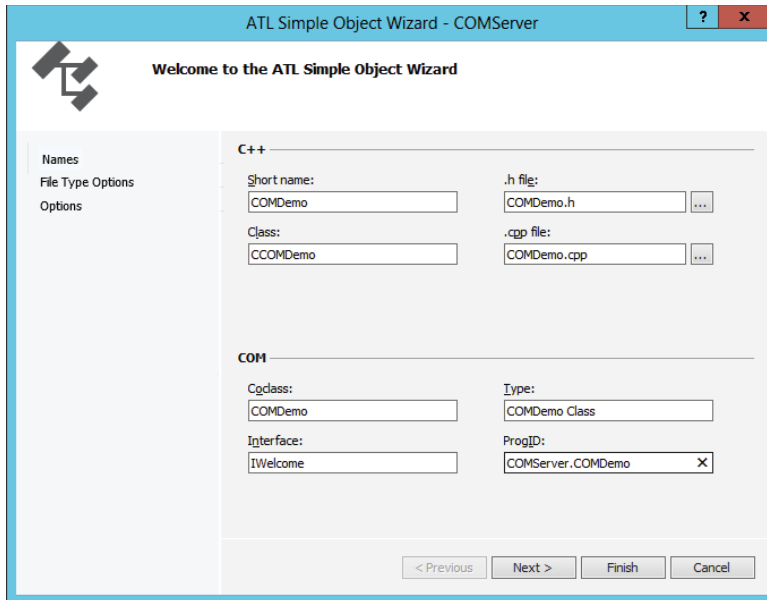 ATL Simple Object Wizard - COMServer
? x
Welcome to the ATL Simple Object Wizard
Names
File Type Options
Options
C++
Short name:
COMDemo
.h file:
COMDemo.h
...
Class:
CCOMDemo
.cpp file:
COMDemo.cpp
...
COM
Coclass:
COMDemo
Type:
COMDemo Class
Interface:
IWelcome
ProgID:
COMServer.COMDemo
< Previous
Next >
Finish
Cancel